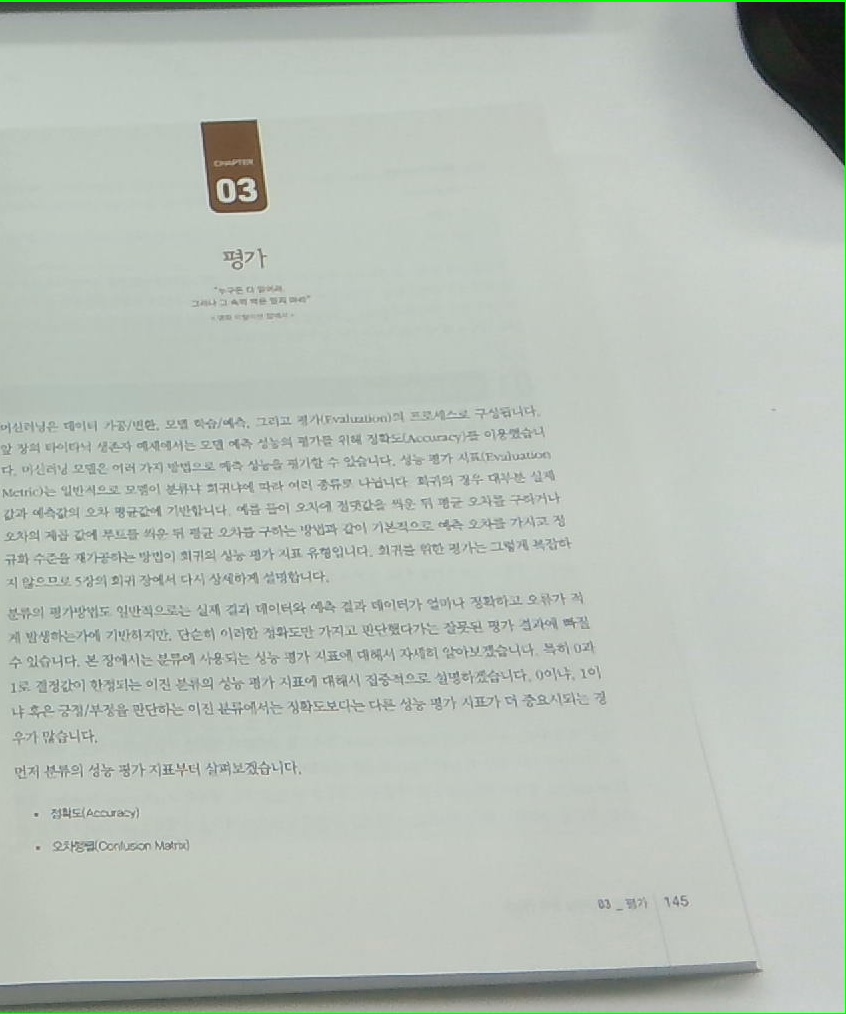 CHAPTER
03
평가
"누구든 다 믿어라.
그러나 그 속의 악은 믿지 마라"
머신러닝은 데이터 가공/변환, 모델 학습/예측, 그리고 평가(Evaluation)의 프로세스로 구성됩니다.
앞 장의 타이타닉 생존자 예제에서는 모델 예측 성능의 평가를 위해 정확도(Accuracy)를 이용했습니
다. 머신러닝 모델은 여러 가지 방법으로 예측 성능을 평가할 수 있습니다. 성능 평가 지표(Evaluation
Metric)는 일반적으로 모델이 분류냐 회귀냐에 따라 여러 종류로 나뉩니다. 회귀의 경우 대부분 실제
값과 예측값의 오차 평균값에 기반합니다. 예를 들어 오차에 절댓값을 씌운 뒤 평균 오차를 구하거나
오차의 제곱 값에 루트를 씌운 뒤 평균 오차를 구하는 방법과 같이 기본적으로 예측 오차를 가지고 정
규화 수준을 재가공하는 방법이 회귀의 성능 평가 지표 유형입니다. 회귀를 위한 평가는 그렇게 복잡하
지 않으므로 5장의 회귀 장에서 다시 상세하게 설명합니다.
분류의 평가방법도 일반적으로는 실제 결과 데이터와 예측 결과 데이터가 얼마나 정확하고 오류가 적
게 발생하는가에 기반하지만, 단순히 이러한 정확도만 가지고 판단했다가는 잘못된 평가 결과에 빠질
수 있습니다. 본 장에서는 분류에 사용되는 성능 평가 지표에 대해서 자세히 알아보겠습니다. 특히 0과
1로 결정값이 한정되는 이진 분류의 성능 평가 지표에 대해서 집중적으로 설명하겠습니다. 0이냐, 1이
냐 혹은 긍정/부정을 판단하는 이진 분류에서는 정확도보다는 다른 성능 평가 지표가 더 중요시되는 경
우가 많습니다.
먼저 분류의 성능 평가 지표부터 살펴보겠습니다.
• 정확도(Accuracy)
• 오차행렬(Confusion Matrix)
03 _ 평가 145